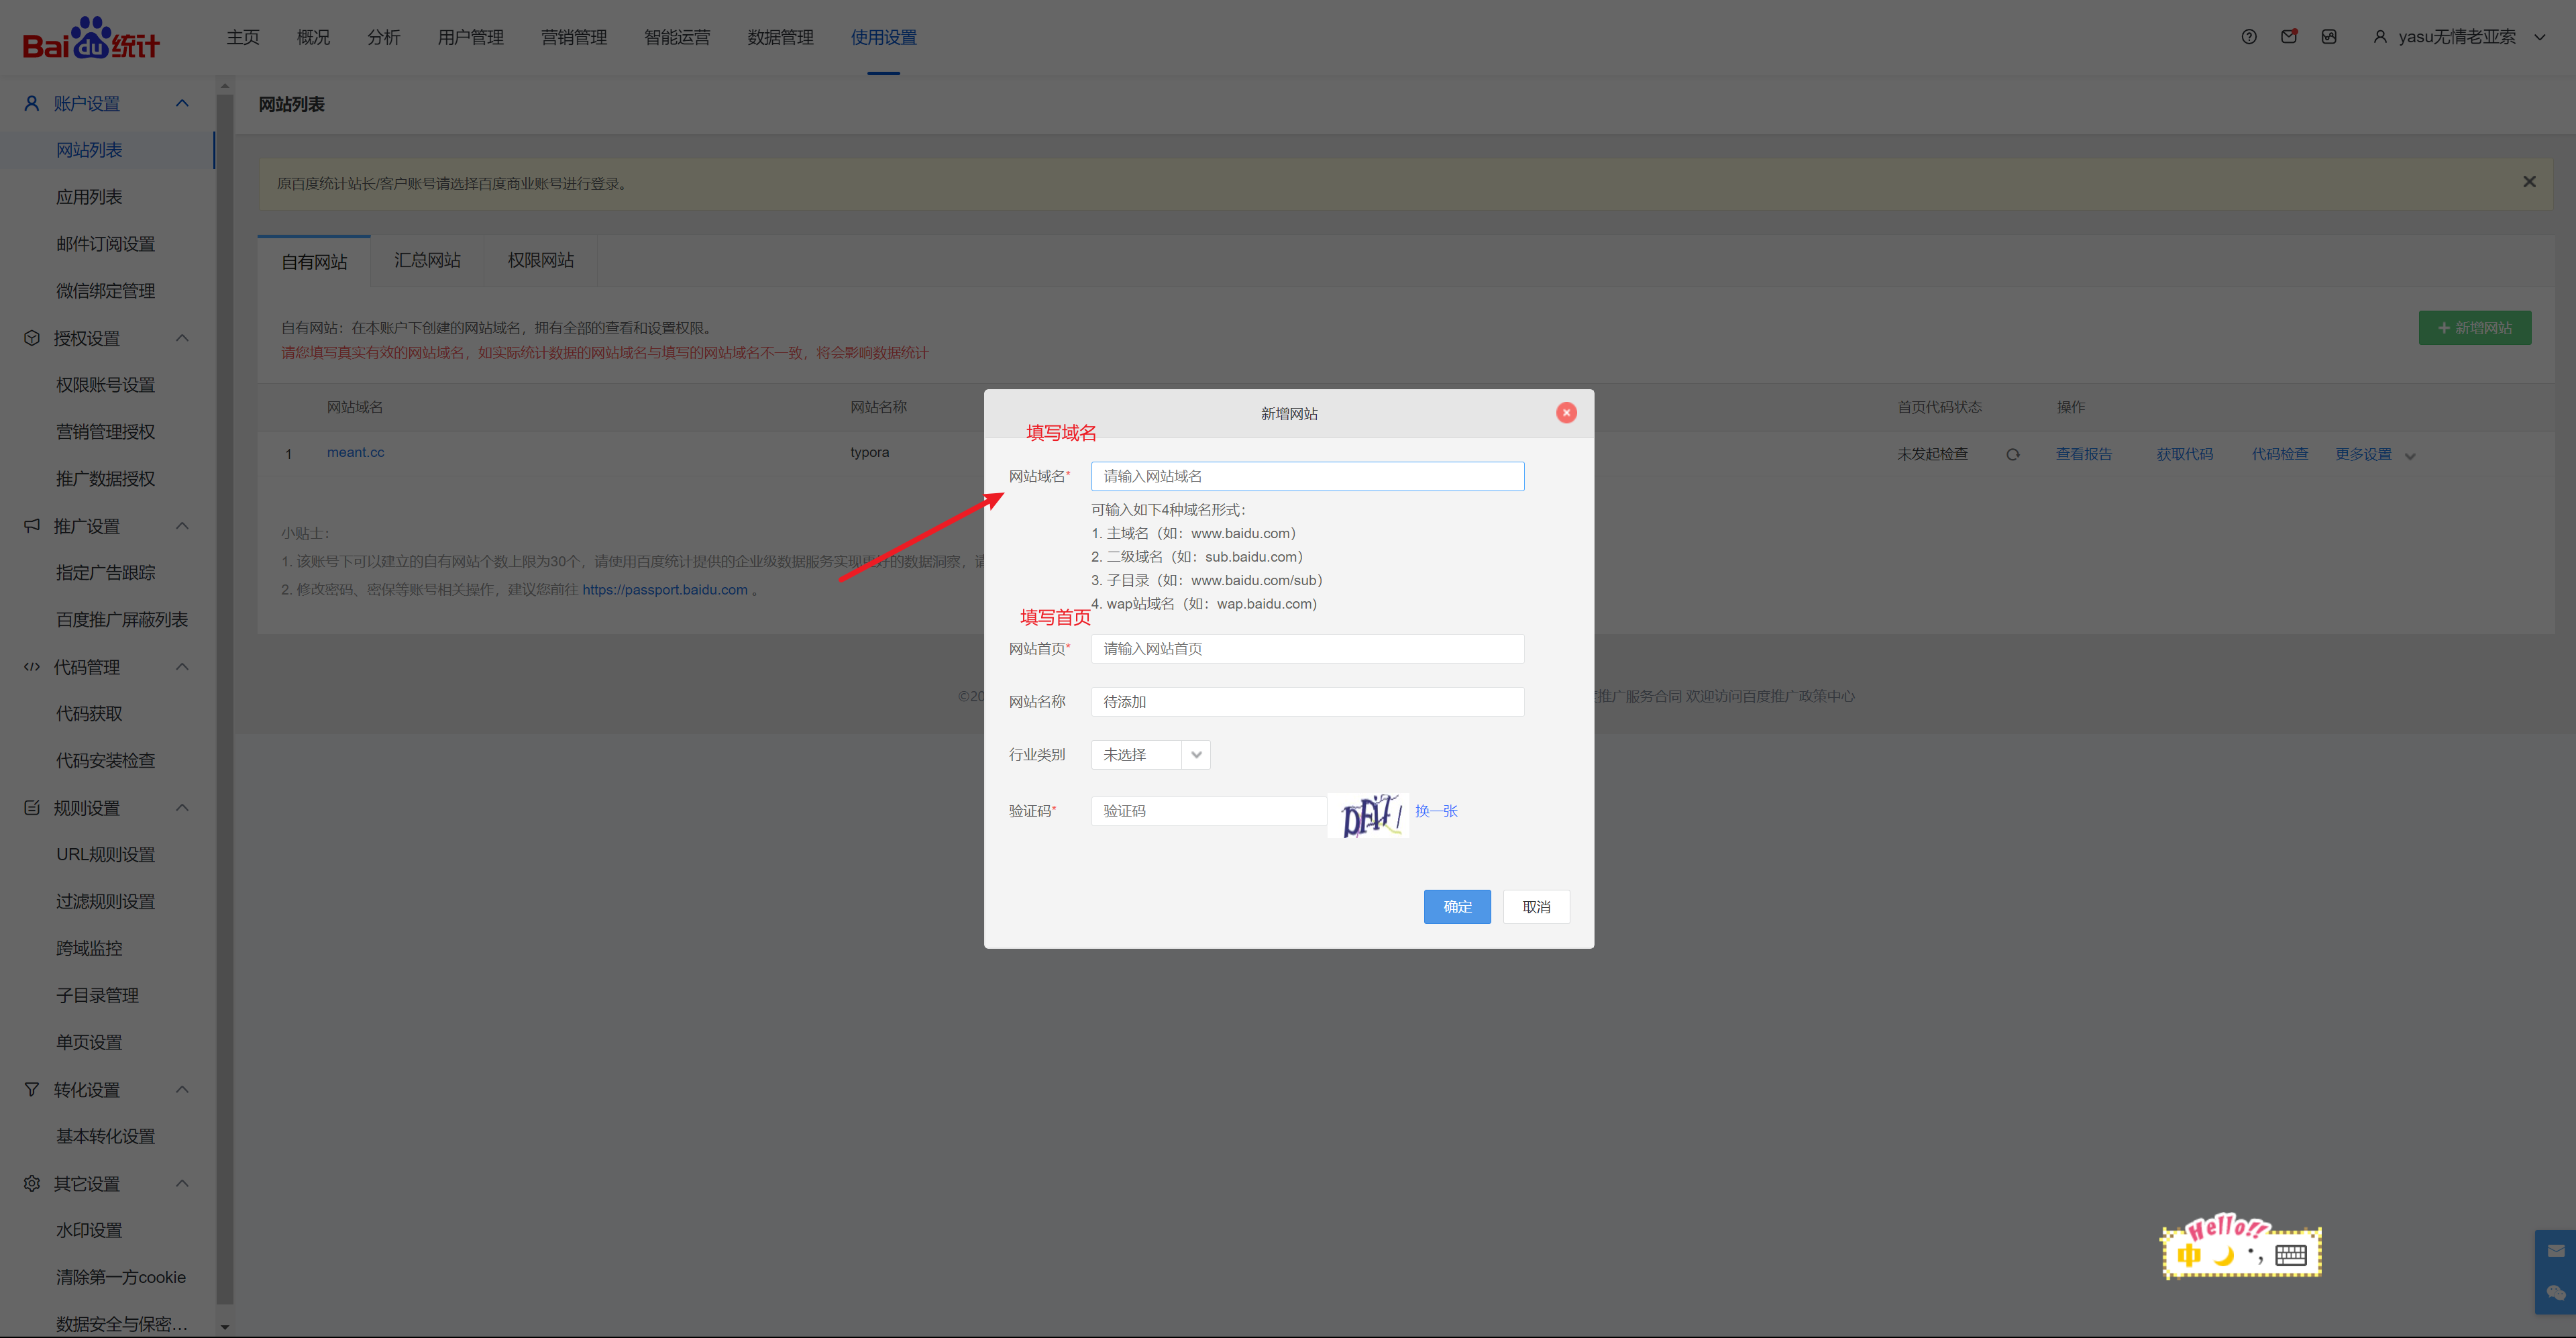 Bai du 统计
主页 概况 分析 用户管理 营销管理 智能运营 数据管理 使用设置
yasu无情老亚索
账户设置
网站列表
应用列表
邮件订阅设置
微信绑定管理
授权设置
权限账号设置
营销管理授权
推广数据授权
推广设置
指定广告跟踪
百度推广屏蔽列表
代码管理
代码获取
代码安装检查
规则设置
URL规则设置
过滤规则设置
跨域监控
子目录管理
单页设置
转化设置
基本转化设置
其它设置
水印设置
清除第一方cookie
数据安全与保密...
网站列表
原百度统计站长/客户账号请选择百度商业账号进行登录。
自有网站 汇总网站 权限网站
自有网站：在本账户下创建的网站域名，拥有全部的查看和设置权限。
请您填写真实有效的网站域名，如实际统计数据的网站域名与填写的网站域名不一致，将会影响数据统计
新增网站
网站域名 网站名称 首页代码状态 操作
1 meant.cc typora 未发起检查 查看报告 获取代码 代码检查 更多设置
小贴士：
1. 该账号下可以建立的自有网站个数上限为30个，请使用百度统计提供的企业级数据服务实现更好的数据洞察，请
2. 修改密码、密保等账号相关操作，建议您前往 https://passport.baidu.com 。
©20
推广服务合同 欢迎访问百度推广政策中心
新增网站
填写域名
网站域名* 请输入网站域名
可输入如下4种域名形式：
1. 主域名（如：www.baidu.com）
2. 二级域名（如：sub.baidu.com）
3. 子目录（如：www.baidu.com/sub）
4. wap站域名（如：wap.baidu.com)
填写首页
网站首页* 请输入网站首页
网站名称 待添加
行业类别 未选择
验证码* 验证码 换一张
确定 取消
Hello!!
中